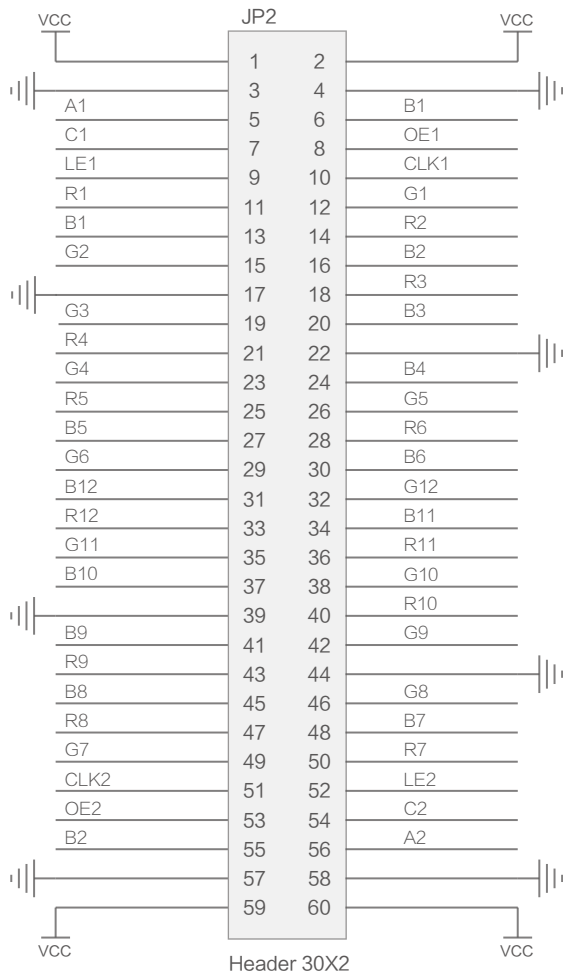 JP2
VCC VCC
1 2
3 4
A1 5 6 B1
C1 7 8 OE1
LE1 9 10 CLK1
R1 11 12 G1
B1 13 14 R2
G2 15 16 B2
17 18 R3
G3 19 20 B3
R4 21 22
G4 23 24 B4
R5 25 26 G5
B5 27 28 R6
G6 29 30 B6
B12 31 32 G12
R12 33 34 B11
G11 35 36 R11
B10 37 38 G10
39 40 R10
B9 41 42 G9
R9 43 44
B8 45 46 G8
R8 47 48 B7
G7 49 50 R7
CLK2 51 52 LE2
OE2 53 54 C2
B2 55 56 A2
57 58
59 60
VCC VCC
Header 30X2